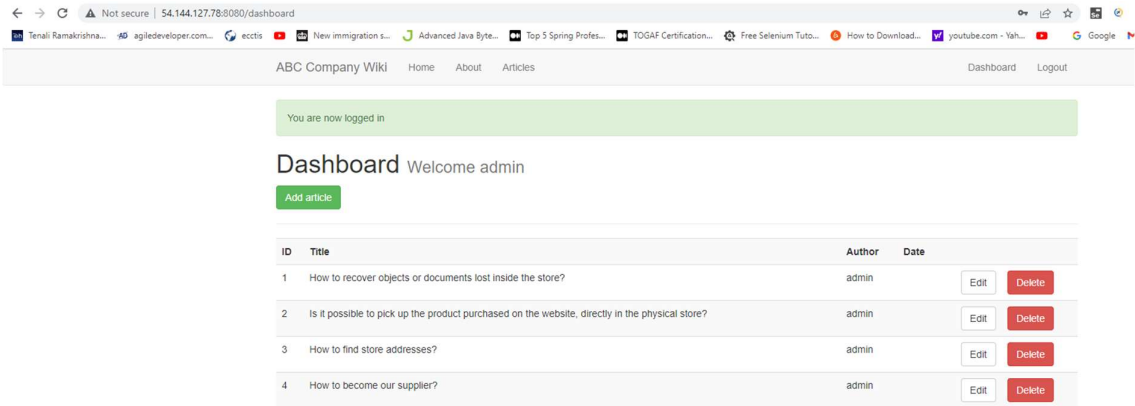 Not secure | 54.144.127.78:8080/dashboard
Tenali Ramakrishna... agiledeveloper.com... ecctis New immigration s... Advanced Java Byte... Top 5 Spring Profes... TOGAF Certification... Free Selenium Tuto... How to Download... youtube.com - Yah... Google
ABC Company Wiki Home About Articles Dashboard Logout
You are now logged in
Dashboard Welcome admin
Add article
ID Title Author Date
1 How to recover objects or documents lost inside the store? admin Edit Delete
2 Is it possible to pick up the product purchased on the website, directly in the physical store? admin Edit Delete
3 How to find store addresses? admin Edit Delete
4 How to become our supplier? admin Edit Delete